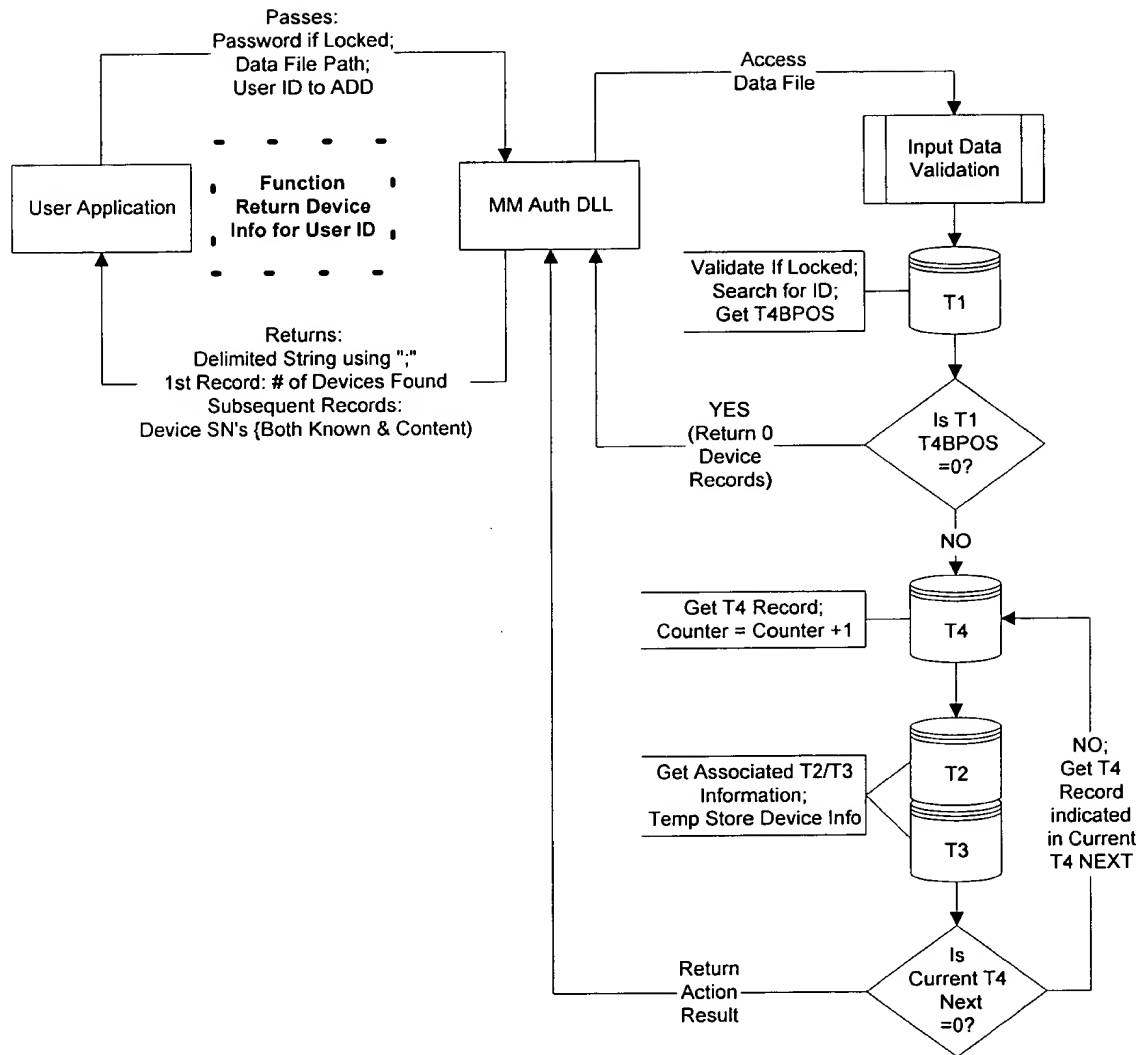 Passes:
Password if Locked;
Data File Path;
User ID to ADD
Access
Data File
Input Data
Validation
User Application
Function
Return Device
Info for User ID
MM Auth DLL
Validate If Locked;
Search for ID;
Get T4BPOS
T1
Returns:
Delimited String using ";"
1st Record: # of Devices Found
Subsequent Records:
Device SN's {Both Known & Content)
YES
(Return 0
Device
Records)
Is T1
T4BPOS
=0?
NO
Get T4 Record;
Counter = Counter +1
T4
Get Associated T2/T3
Information;
Temp Store Device Info
T2
T3
NO;
Get T4
Record
indicated
in Current
T4 NEXT
Return
Action
Result
Is
Current T4
Next
=0?